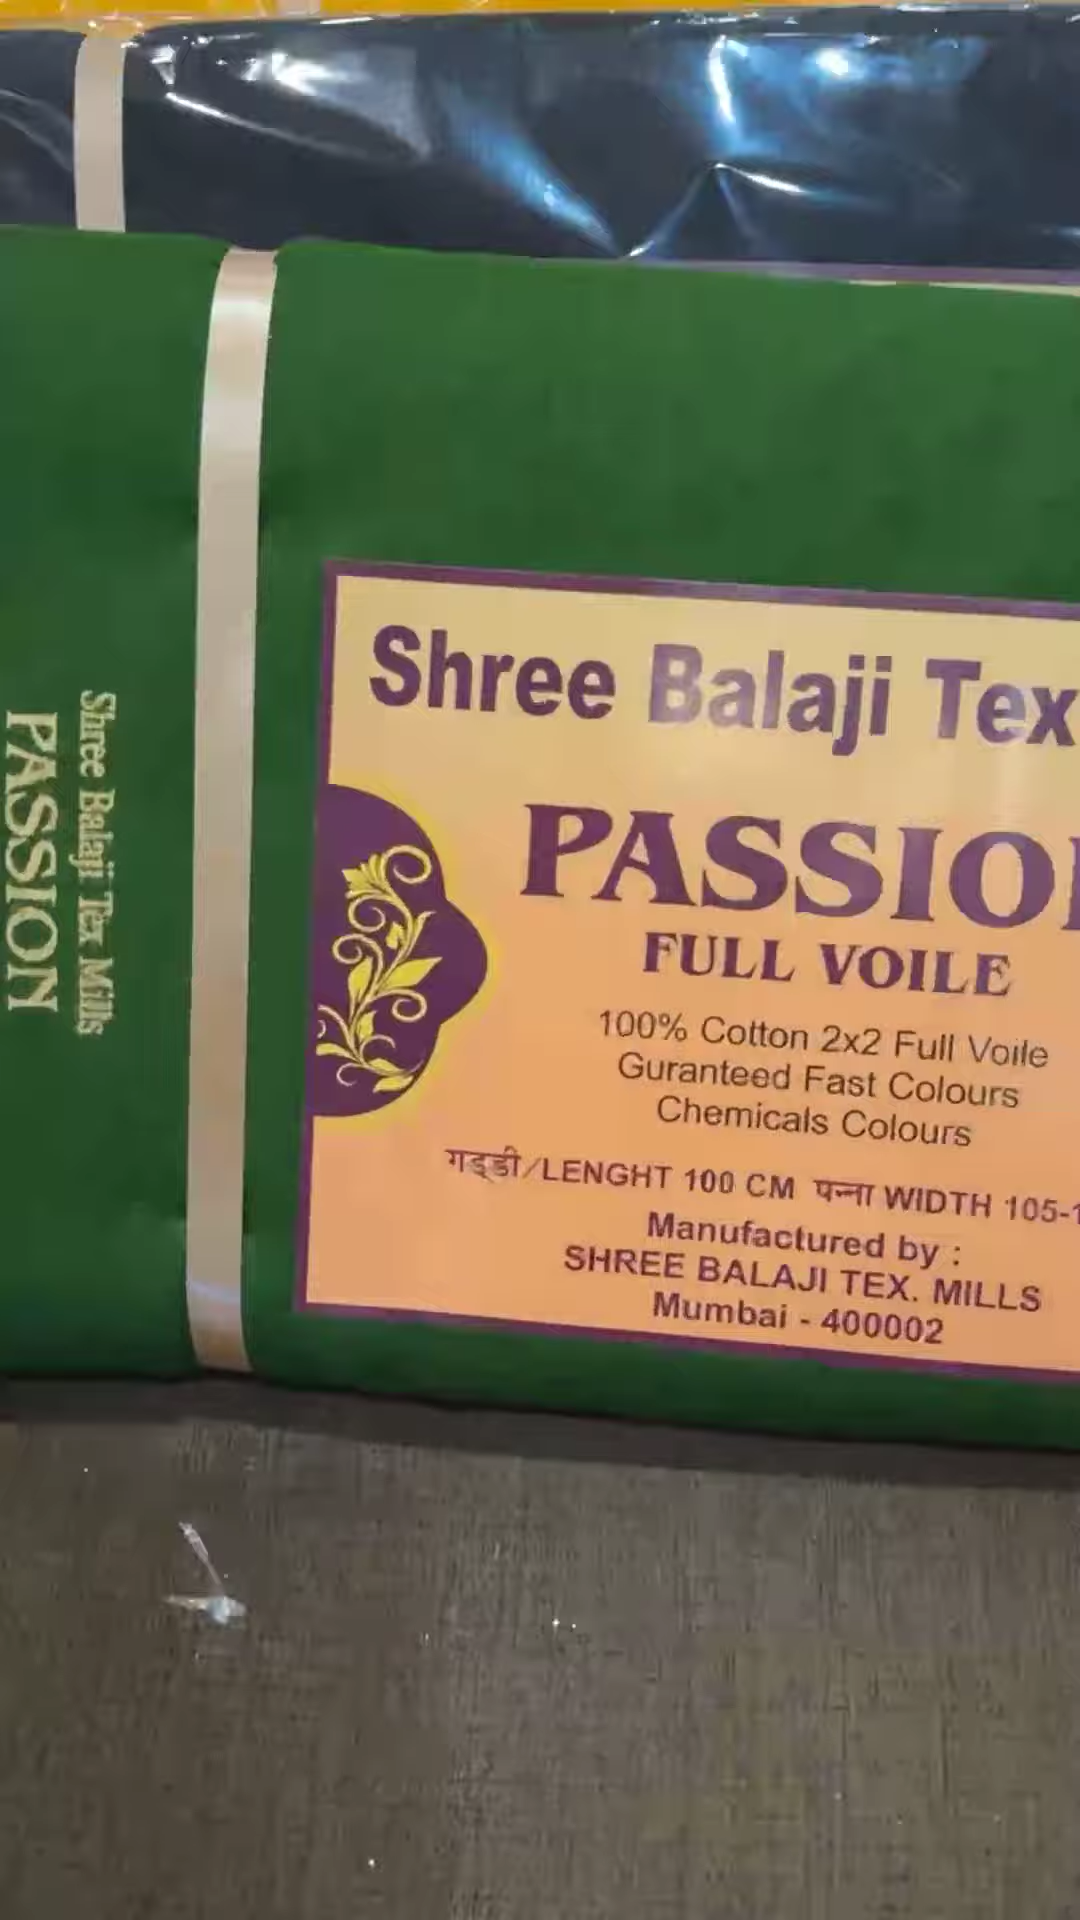 Shree Balaji Tex Mills
PASSION
Shree Balaji Tex
PASSIO
FULL VOILE
100% Cotton 2x2 Full Voile
Guranteed Fast Colours
Chemicals Colours
गड्डी/LENGHT 100 CM पन्ना WIDTH 105-1
Manufactured by :
SHREE BALAJI TEX. MILLS
Mumbai - 400002